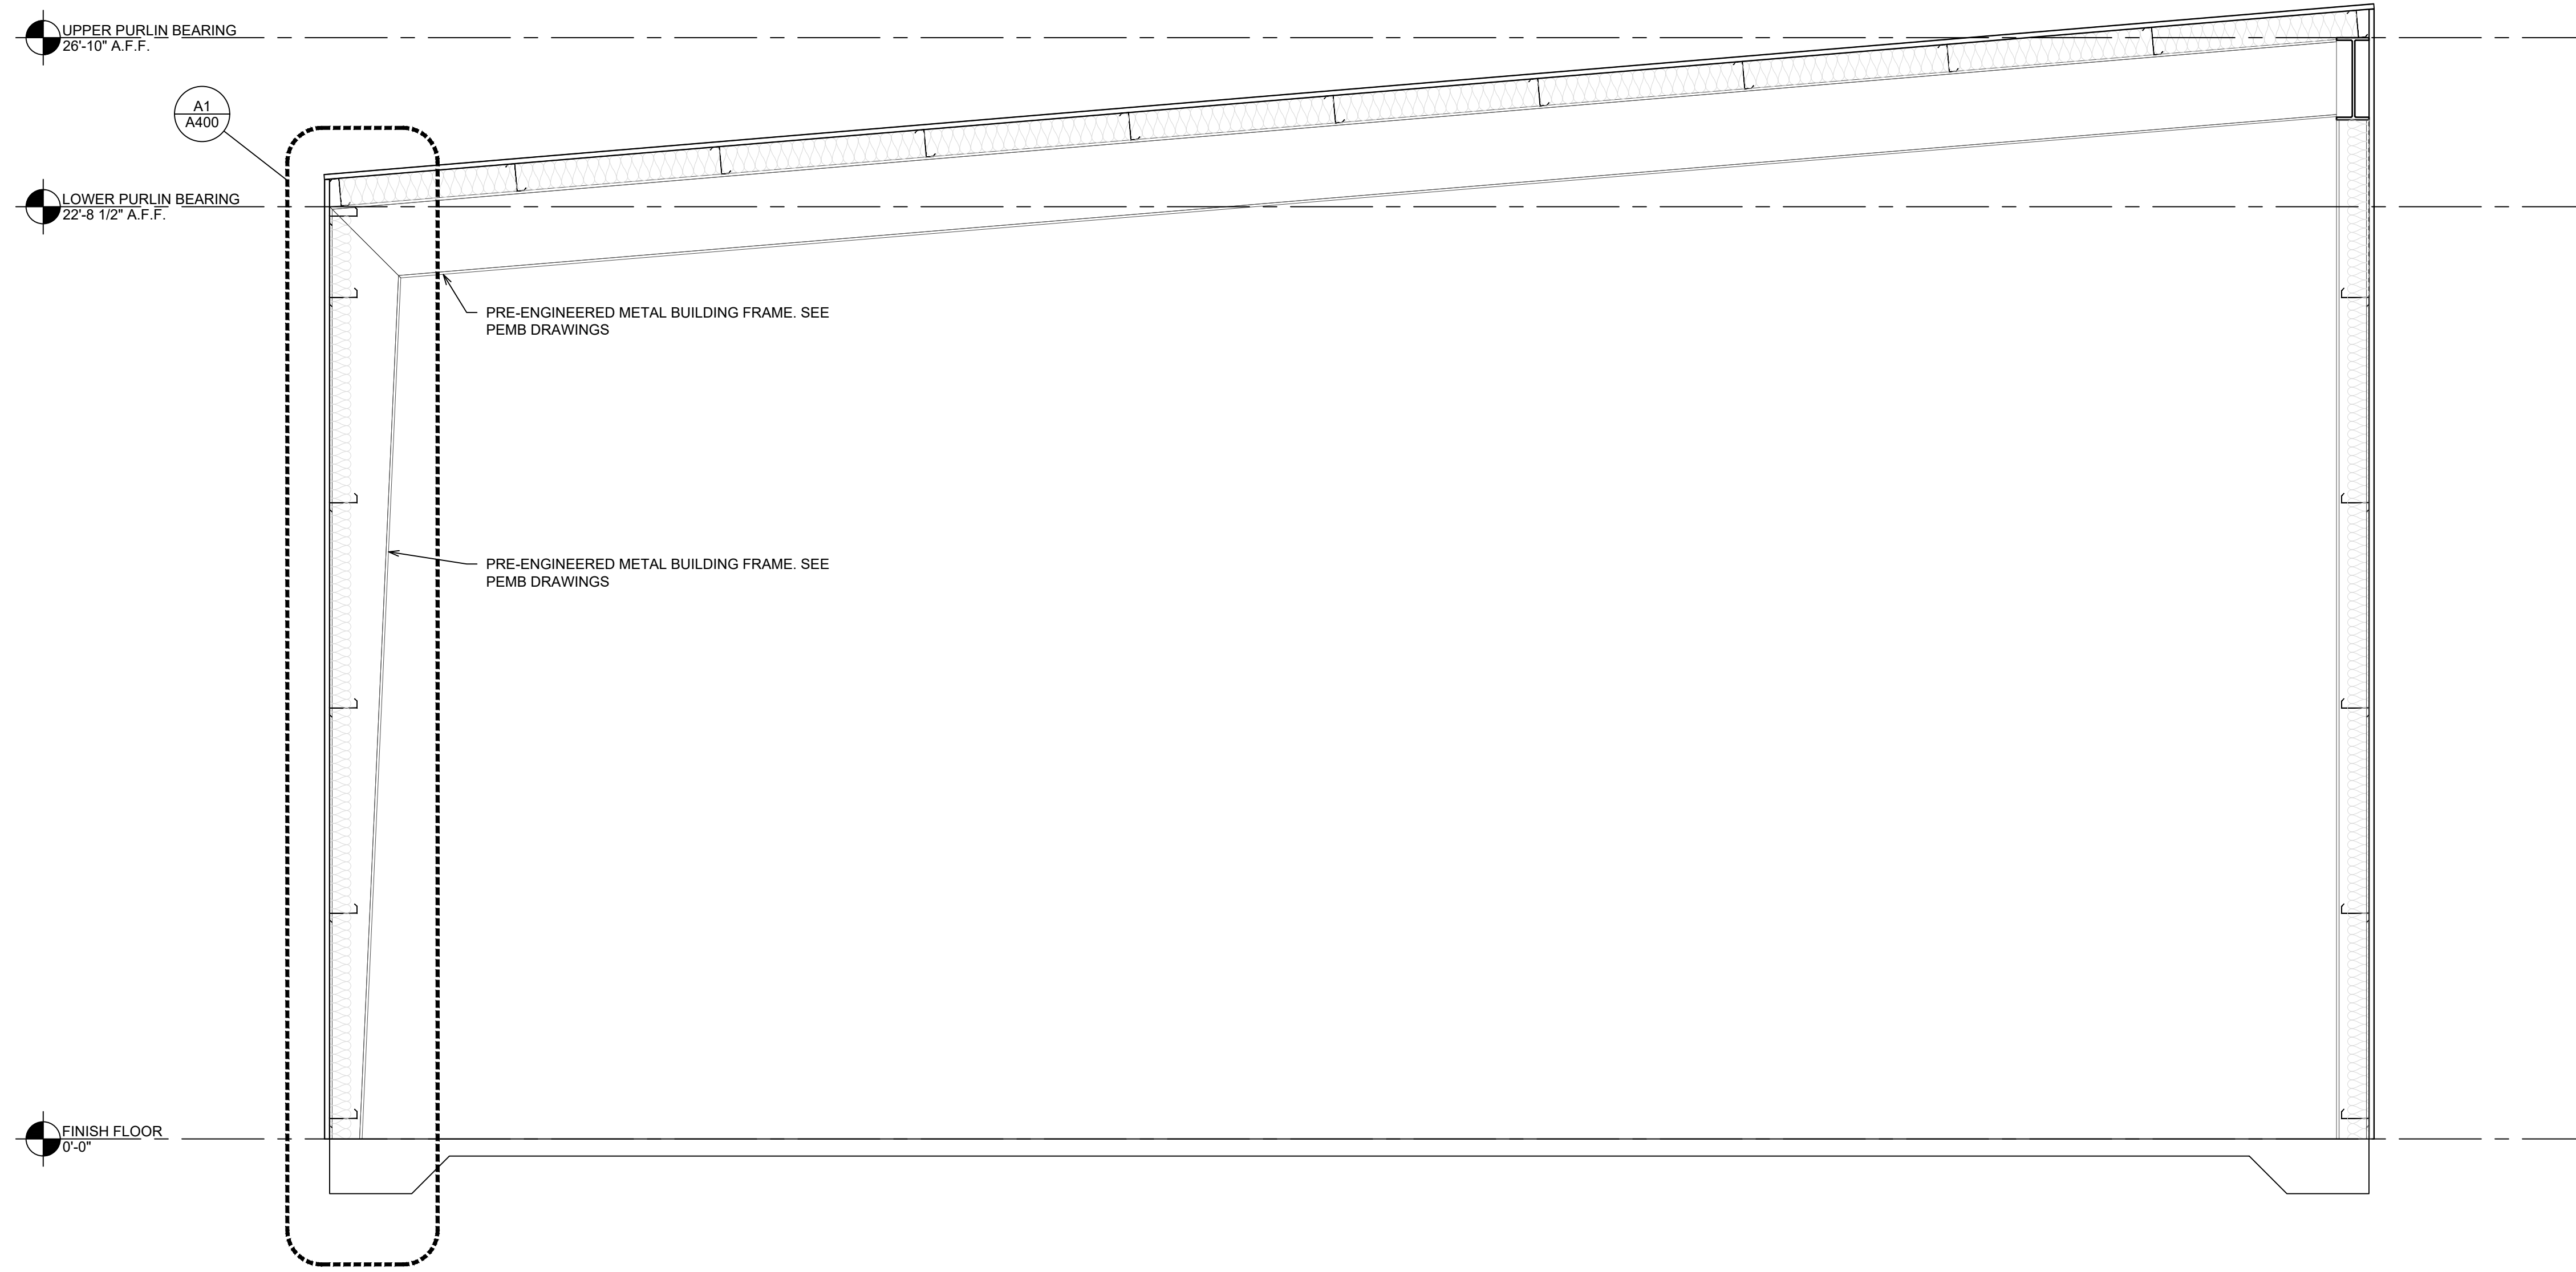 UPPER PURLIN BEARING
26'-10" A.F.F.
A1
A400
LOWER PURLIN BEARING
22'-8 1/2" A.F.F.
PRE-ENGINEERED METAL BUILDING FRAME. SEE
PEMB DRAWINGS
PRE-ENGINEERED METAL BUILDING FRAME. SEE
PEMB DRAWINGS
FINISH FLOOR
0'-0"